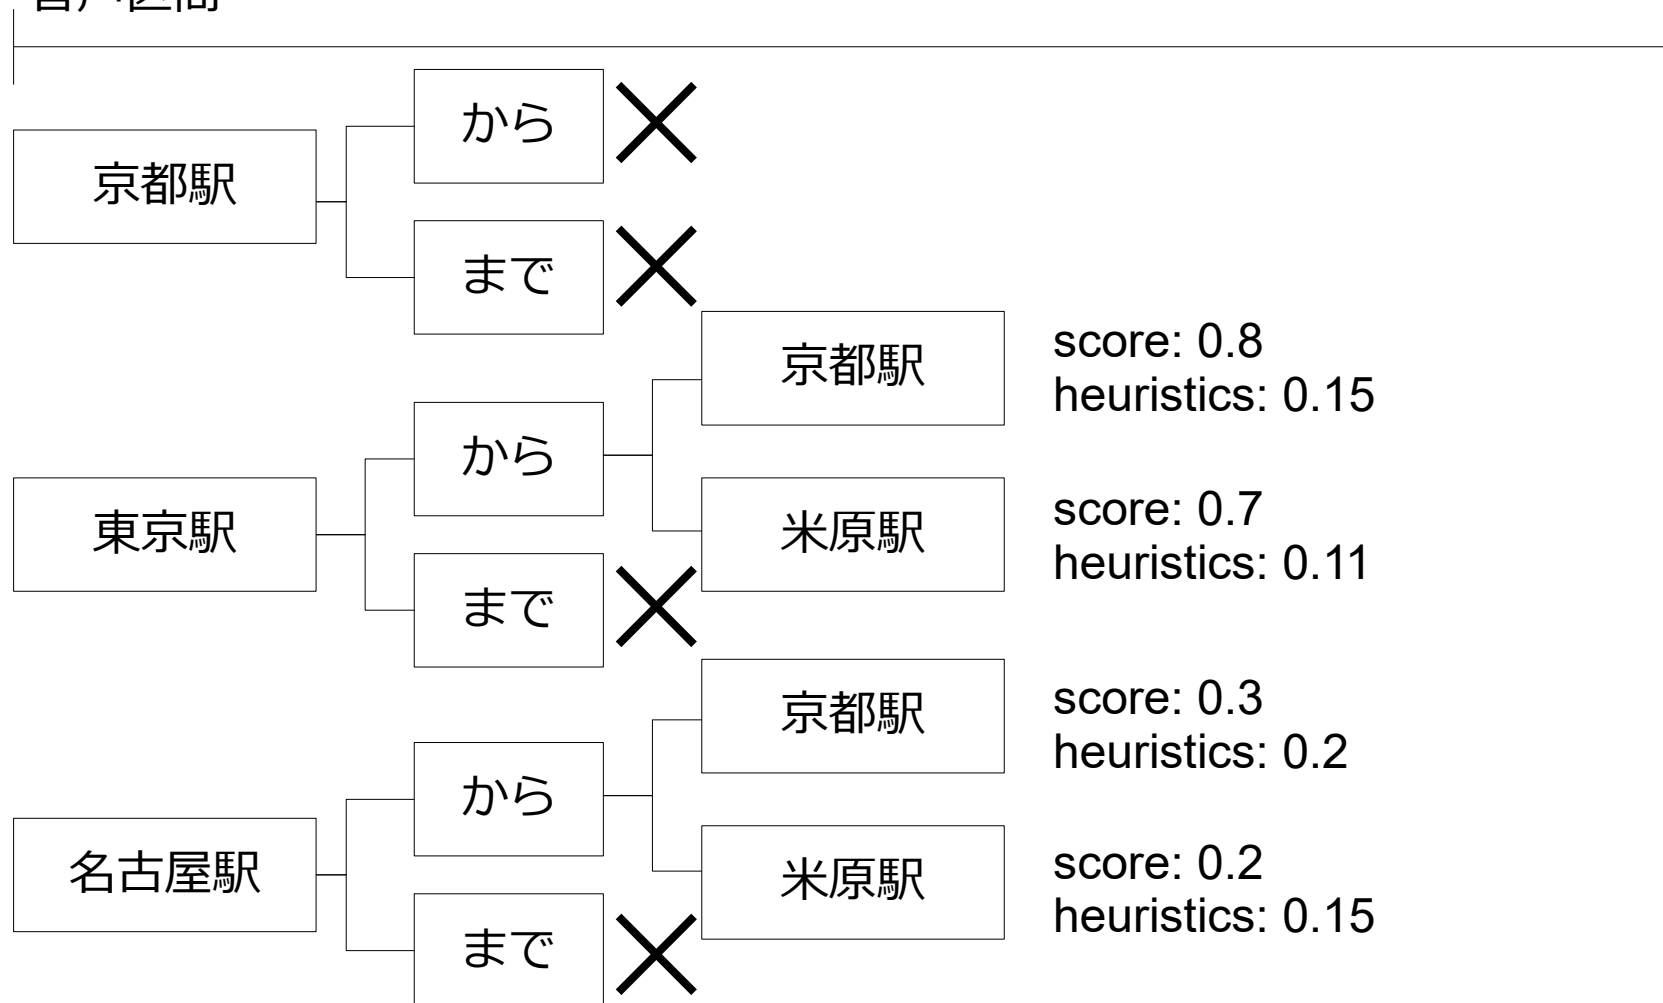 から
京都駅
まで
京都駅
score: 0.8
heuristics: 0.15
から
東京駅
米原駅
score: 0.7
heuristics: 0.11
まで
京都駅
score: 0.3
heuristics: 0.2
から
名古屋駅
米原駅
score: 0.2
heuristics: 0.15
まで